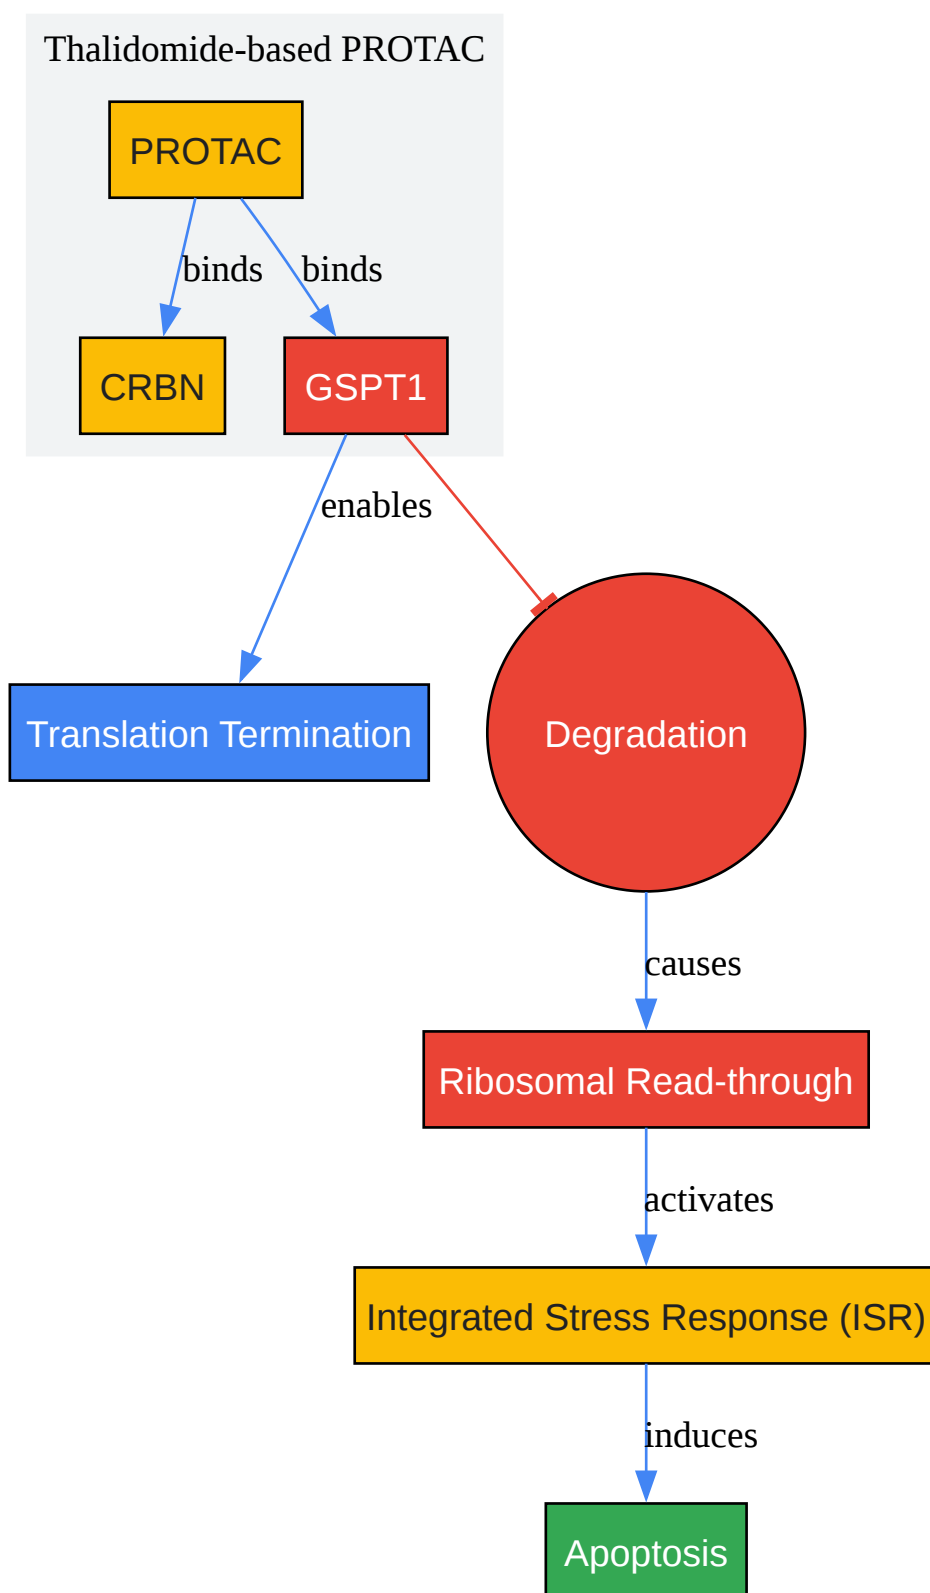 Thalidomide-based PROTAC
PROTAC
binds
binds
CRBN
GSPT1
enables
Translation Termination
Degradation
causes
Ribosomal Read-through
activates
Integrated Stress Response (ISR)
induces
Apoptosis